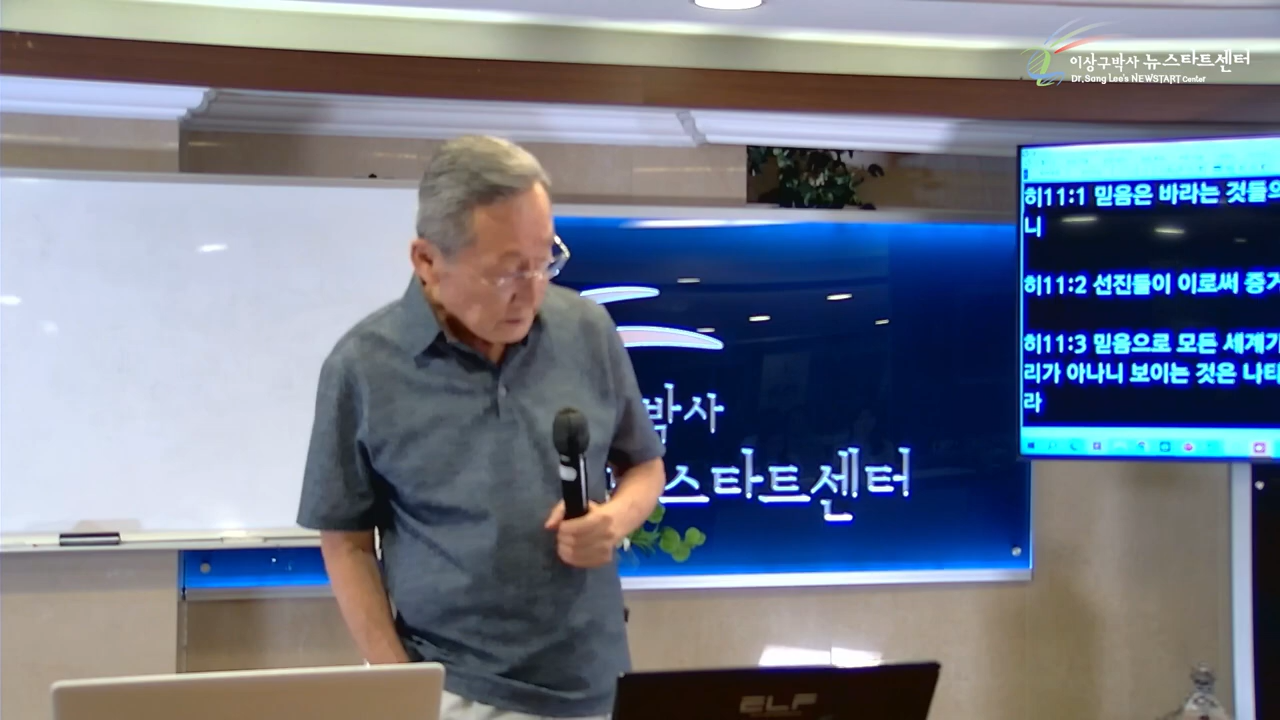 이상구박사 뉴스타트센터
Dr. Sang Lee's NEWSTART Center
히11:1 믿음은 바라는 것들의
니
히11:2 선진들이 이로써 증거
히11:3 믿음으로 모든 세계가
리가 아나니 보이는 것은 나타
라
박사
스타트센터
ELF